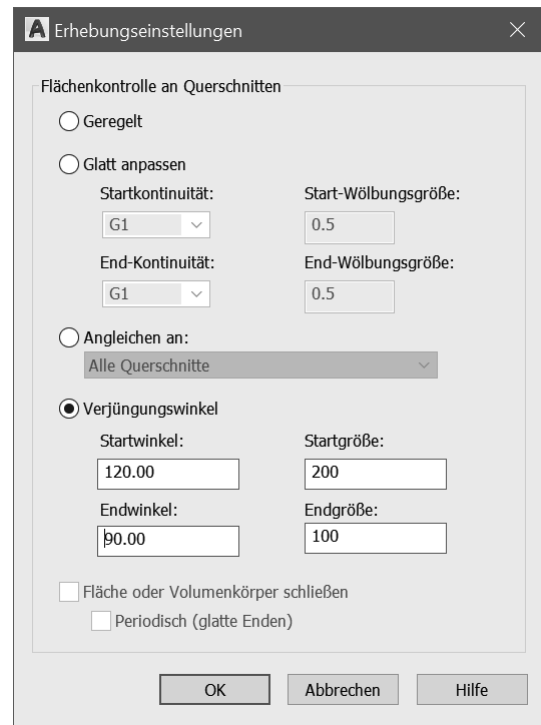 A Erhebungseinstellungen
Flächenkontrolle an Querschnitten
Geregelt
Glatt anpassen
Startkontinuität: Start-Wölbungsgröße:
G1 0.5
End-Kontinuität: End-Wölbungsgröße:
G1 0.5
Angleichen an:
Alle Querschnitte
Verjüngungswinkel
Startwinkel: Startgröße:
120.00 200
Endwinkel: Endgröße:
90.00 100
Fläche oder Volumenkörper schließen
Periodisch (glatte Enden)
OK Abbrechen Hilfe